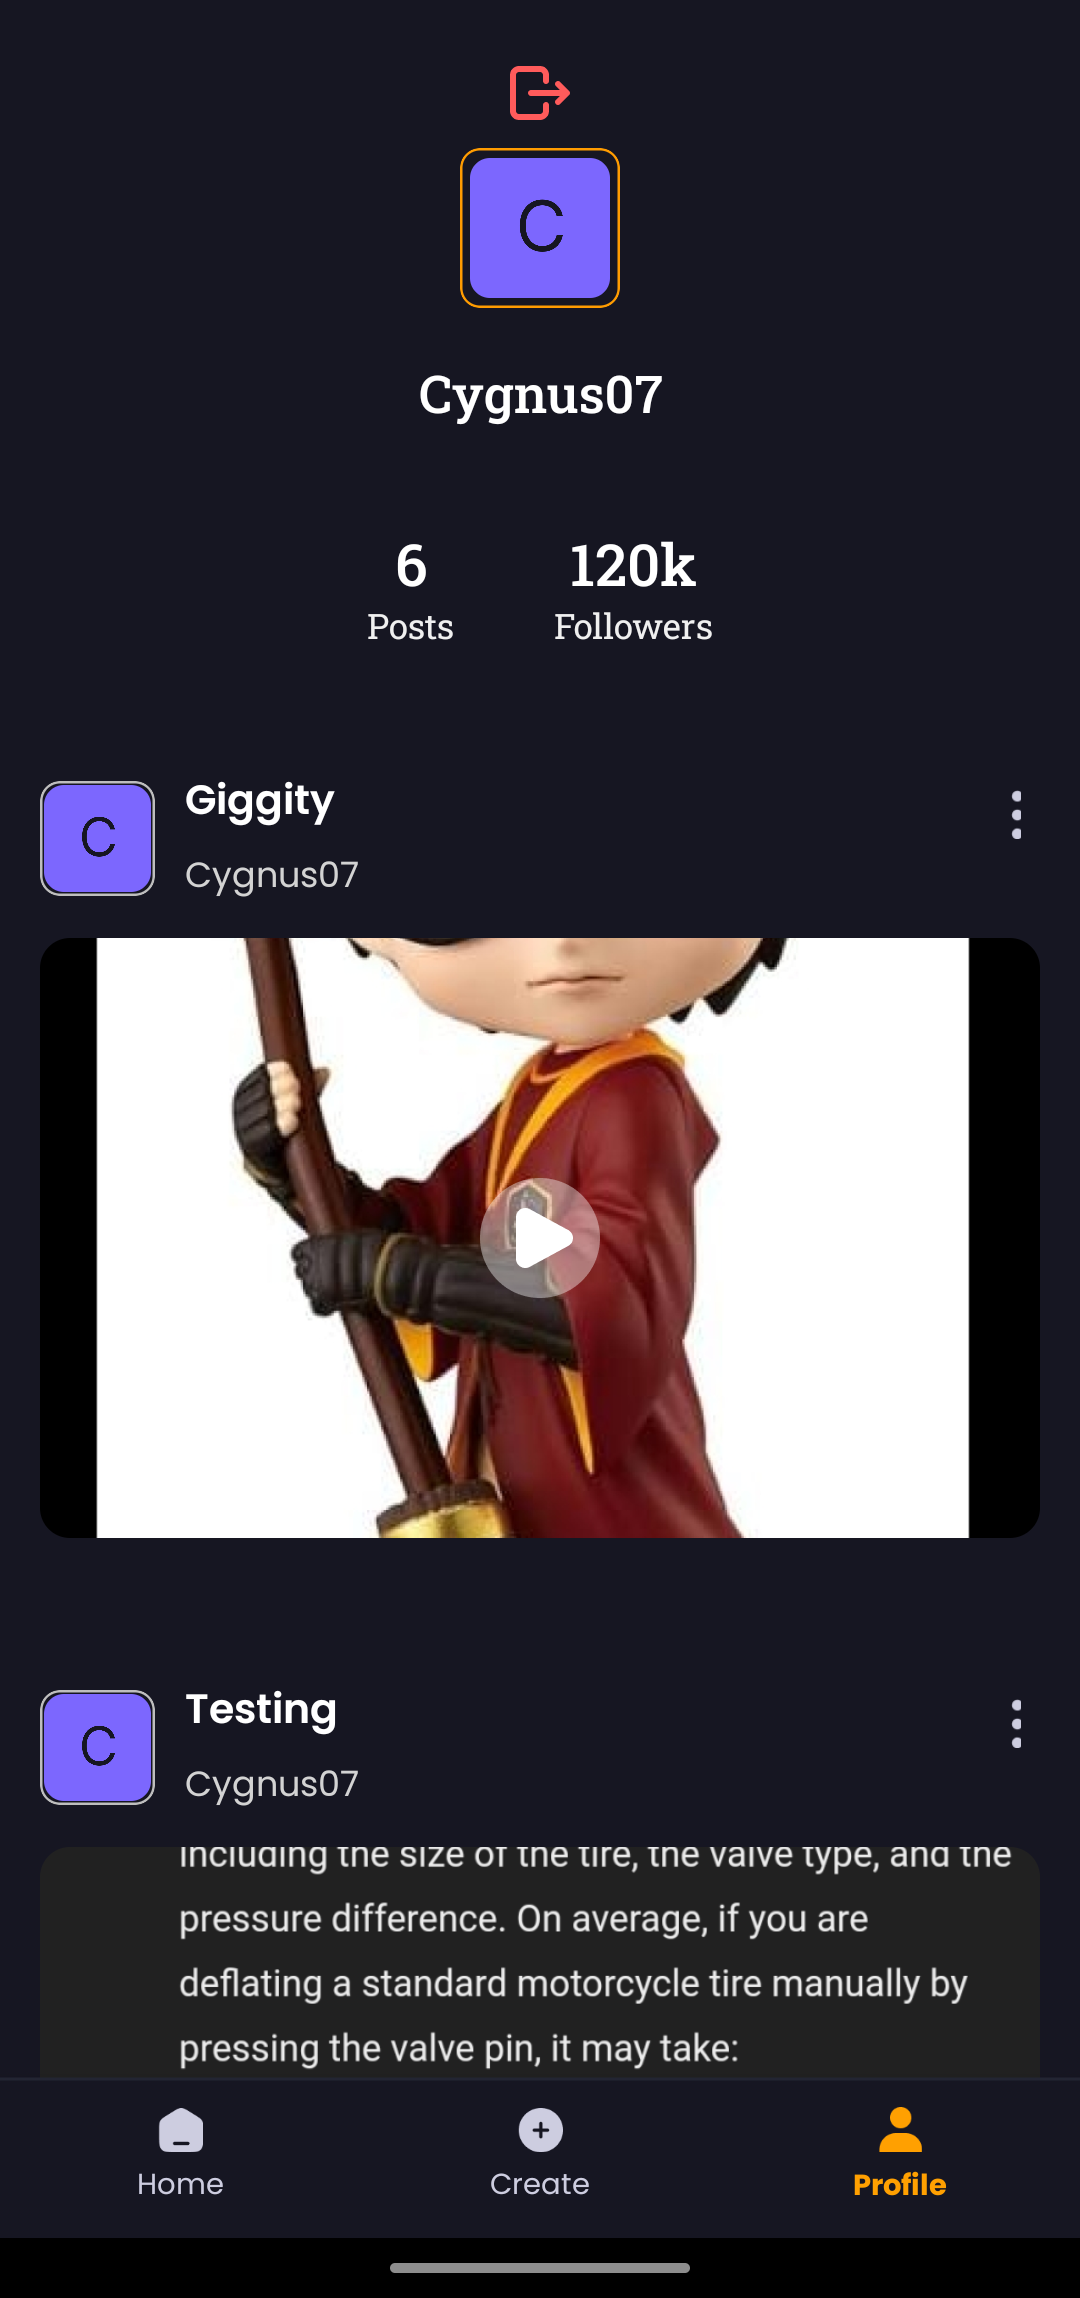 C
Cygnus07
6 120k
Posts Followers
C
Giggity
Cygnus07
C
Testing
Cygnus07
including the size of the tire, the valve type, and the
pressure difference. On average, if you are
deflating a standard motorcycle tire manually by
pressing the valve pin, it may take:
Home Create Profile